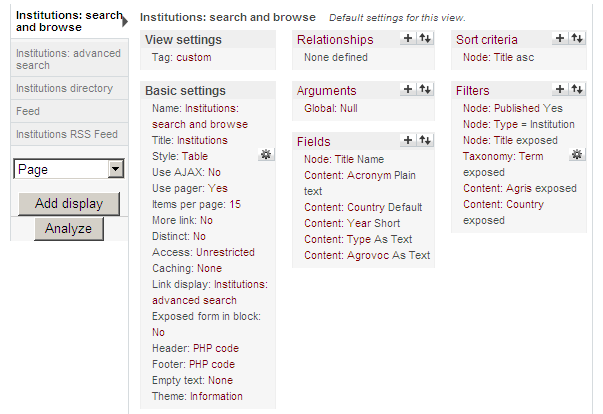 Institutions: search and browse
Institutions: advanced
search
Institutions directory
Feed
Institutions RSS Feed
Page
Add display
Analyze
Institutions: search and browse Default settings for this view.
View settings
Tag: custom
Basic settings
Name: Institutions:
search and browse
Title: Institutions
Style: Table
Use AJAX: No
Use pager: Yes
Items per page: 15
More link: No
Distinct: No
Access: Unrestricted
Caching: None
Link display: Institutions:
advanced search
Exposed form in block:
No
Header: PHP code
Footer: PHP code
Empty text: None
Theme: Information
Relationships
None defined
Arguments
Global: Null
Fields
Node: Title Name
Content: Acronym Plain
text
Content: Country Default
Content: Year Short
Content: Type As Text
Content: Agrovoc As Text
Sort criteria
Node: Title asc
Filters
Node: Published Yes
Node: Type = Institution
Node: Title exposed
Taxonomy: Term
exposed
Content: Agris exposed
Content: Country
exposed